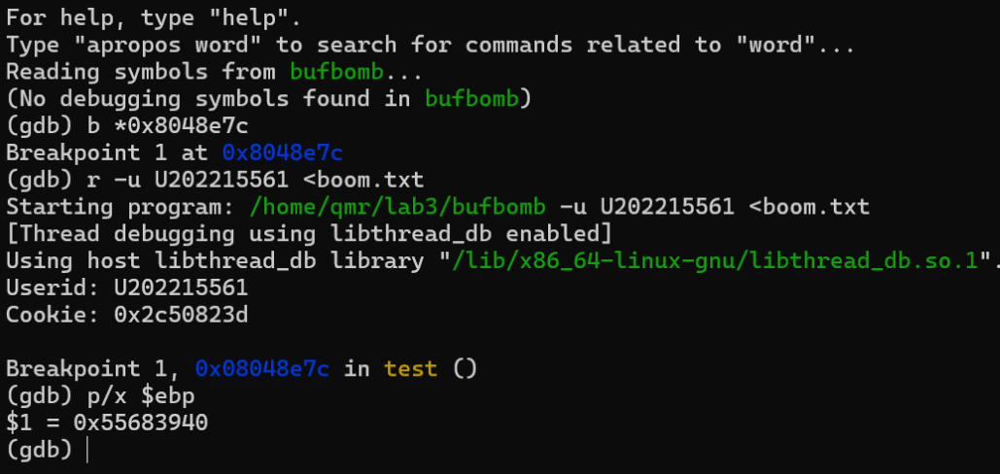 For help, type "help".
Type "apropos word" to search for commands related to "word"...
Reading symbols from bufbomb...
(No debugging symbols found in bufbomb)
(gdb) b *0x8048e7c
Breakpoint 1 at 0x8048e7c
(gdb) r -u U202215561 <boom.txt
Starting program: /home/qmr/lab3/bufbomb -u U202215561 <boom.txt
[Thread debugging using libthread_db enabled]
Using host libthread_db library "/lib/x86_64-linux-gnu/libthread_db.so.1".
Userid: U202215561
Cookie: 0x2c50823d
Breakpoint 1, 0x08048e7c in test ()
(gdb) p/x $ebp
$1 = 0x55683940
(gdb)